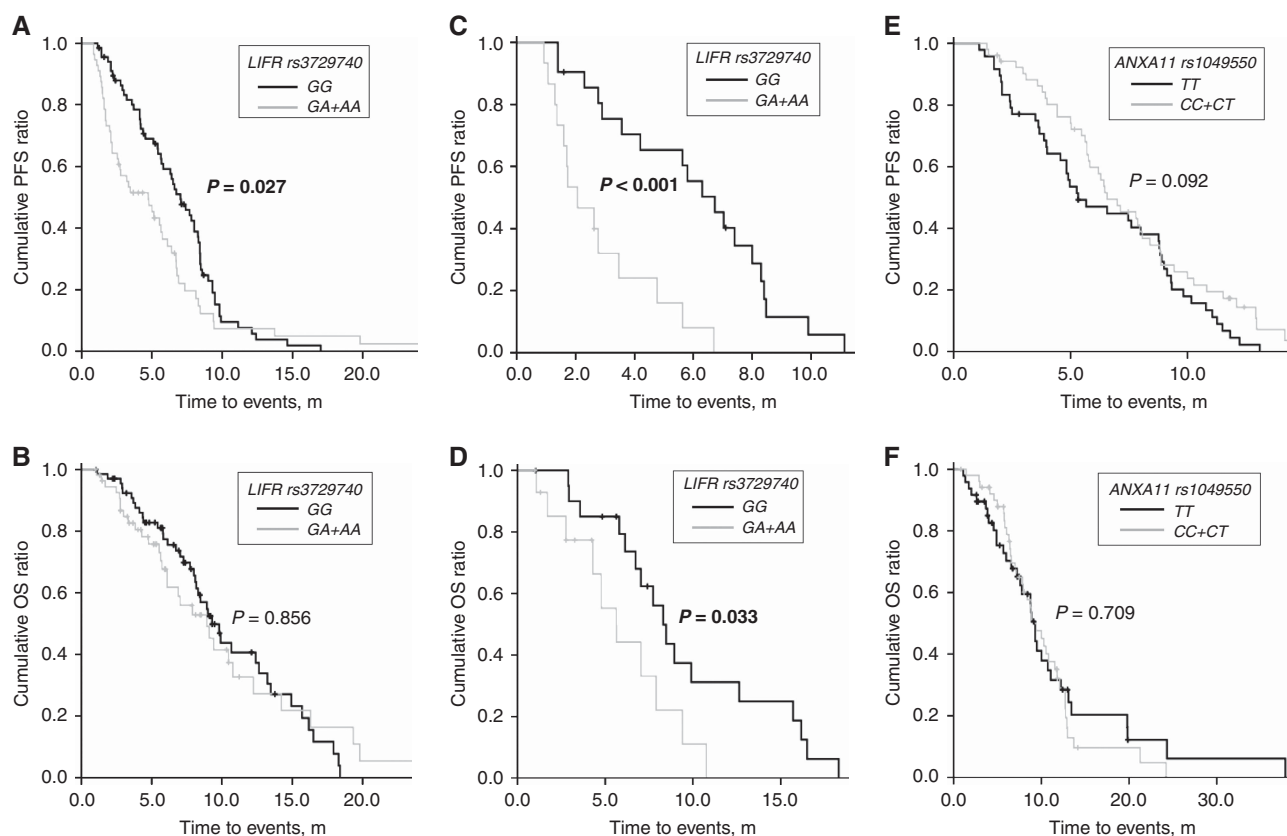 A
Cumulative PFS ratio
1.0
0.8
0.6
0.4
0.2
0.0
LIFR rs3729740
GG
GA+AA
P = 0.027
0.0 5.0 10.0 15.0 20.0
Time to events, m
C
Cumulative PFS ratio
1.0
0.8
0.6
0.4
0.2
0.0
LIFR rs3729740
GG
GA+AA
P < 0.001
0.0 2.0 4.0 6.0 8.0 10.0
Time to events, m
E
Cumulative PFS ratio
1.0
0.8
0.6
0.4
0.2
0.0
ANXA11 rs1049550
TT
CC+CT
P = 0.092
0.0 5.0 10.0
Time to events, m
B
Cumulative OS ratio
1.0
0.8
0.6
0.4
0.2
0.0
LIFR rs3729740
GG
GA+AA
P = 0.856
0.0 5.0 10.0 15.0 20.0
Time to events, m
D
Cumulative OS ratio
1.0
0.8
0.6
0.4
0.2
0.0
LIFR rs3729740
GG
GA+AA
P = 0.033
0.0 5.0 10.0 15.0
Time to events, m
F
Cumulative OS ratio
1.0
0.8
0.6
0.4
0.2
0.0
ANXA11 rs1049550
TT
CC+CT
P = 0.709
0.0 10.0 20.0 30.0
Time to events, m